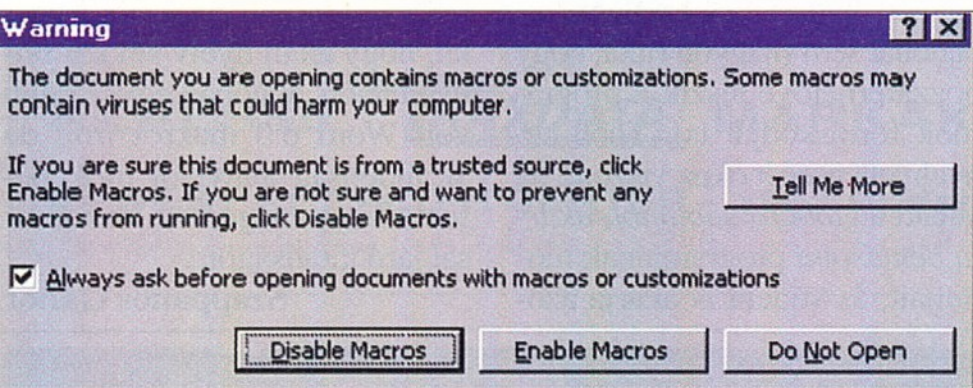 Warning
? X
The document you are opening contains macros or customizations. Some macros may
contain viruses that could harm your computer.
If you are sure this document is from a trusted source, click
Enable Macros. If you are not sure and want to prevent any
macros from running, click Disable Macros.
Tell Me More
Always ask before opening documents with macros or customizations
Disable Macros Enable Macros Do Not Open